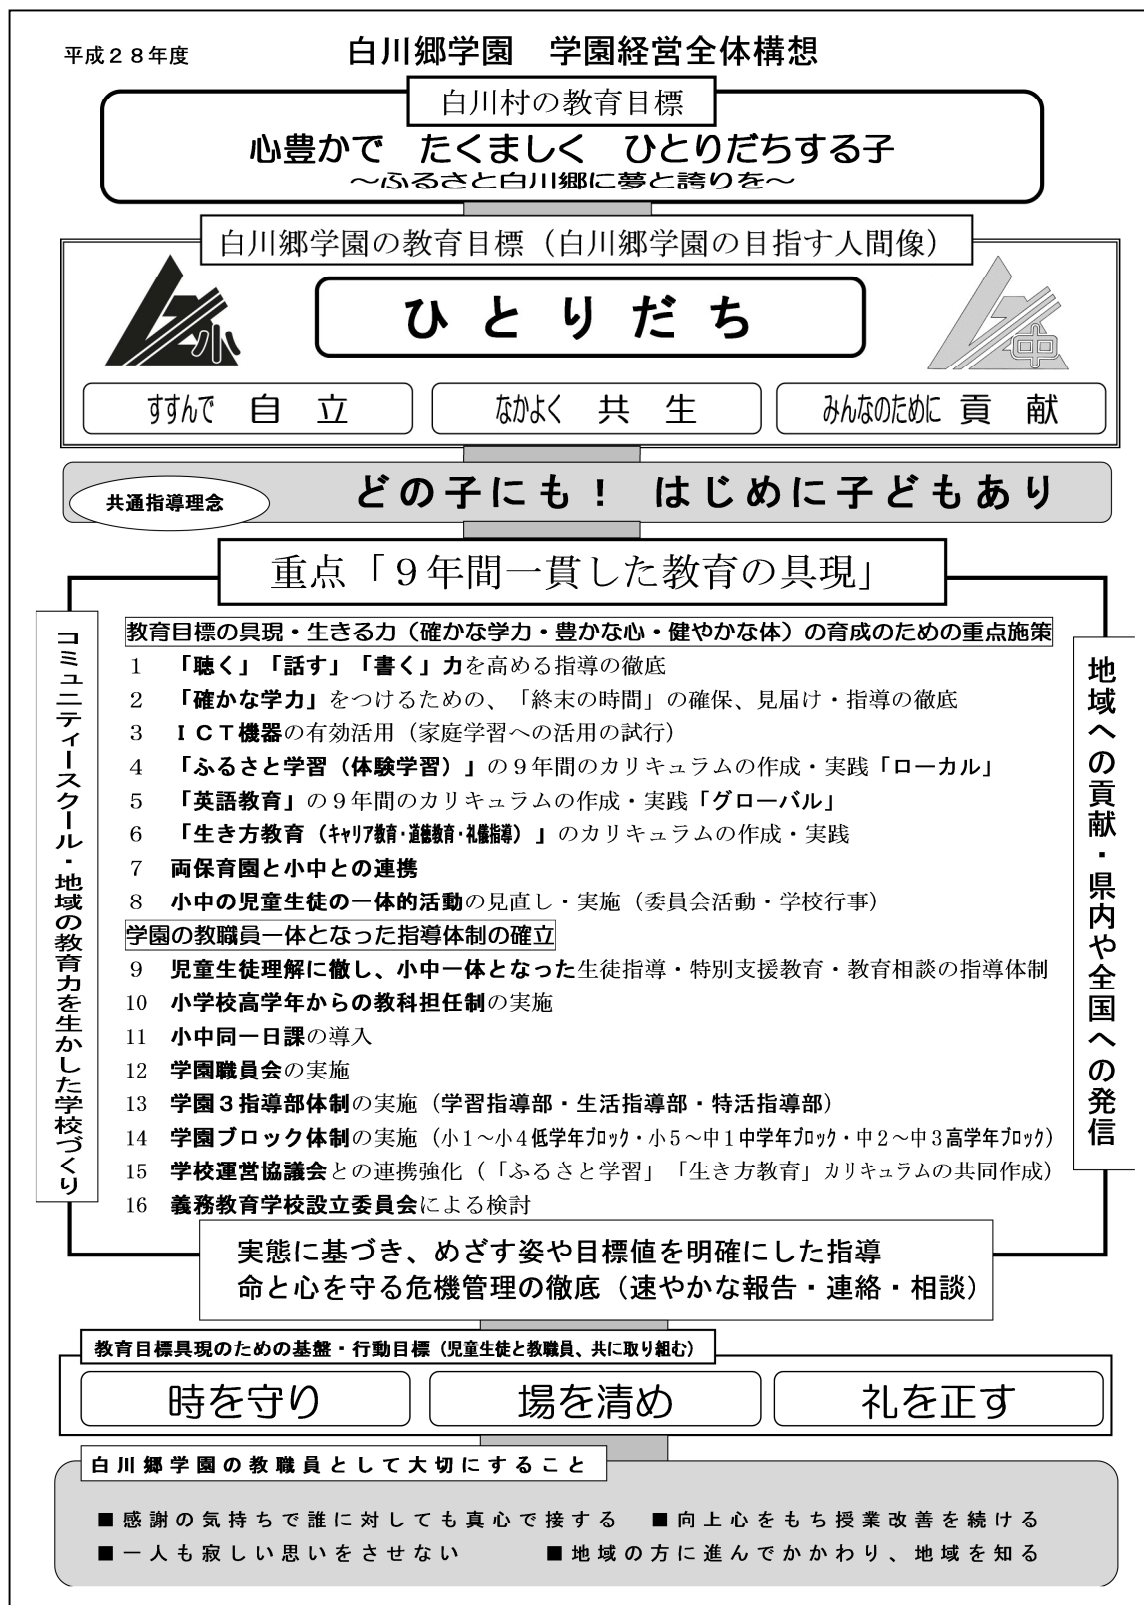 平成２８年度
白川郷学園　学園経営全体構想
白川村の教育目標
心豊かで　たくましく　ひとりだちする子
～ふるさと白川郷に夢と誇りを～
白川郷学園の教育目標（白川郷学園の目指す人間像）
小
ひとりだち
中
すすんで　自　立
なかよく　共　生
みんなのために　貢　献
共通指導理念
どの子にも！　はじめに子どもあり
重点「９年間一貫した教育の具現」
コミュニティースクール・地域の教育力を生かした学校づくり
教育目標の具現・生きる力（確かな学力・豊かな心・健やかな体）の育成のための重点施策
1　「聴く」「話す」「書く」力を高める指導の徹底
2　「確かな学力」をつけるための、「終末の時間」の確保、見届け・指導の徹底
3　ＩＣＴ機器の有効活用（家庭学習への活用の試行）
4　「ふるさと学習（体験学習）」の９年間のカリキュラムの作成・実践「ローカル」
5　「英語教育」の９年間のカリキュラムの作成・実践「グローバル」
6　「生き方教育（キャリア教育・道徳教育・礼儀指導）」のカリキュラムの作成・実践
7　両保育園と小中との連携
8　小中の児童生徒の一体的活動の見直し・実施（委員会活動・学校行事）
学園の教職員一体となった指導体制の確立
9　児童生徒理解に徹し、小中一体となった生徒指導・特別支援教育・教育相談の指導体制
10　小学校高学年からの教科担任制の実施
11　小中同一日課の導入
12　学園職員会の実施
13　学園３指導部体制の実施（学習指導部・生活指導部・特活指導部）
14　学園ブロック体制の実施（小１～小４低学年ブロック・小５～中１中学年ブロック・中２～中３高学年ブロック）
15　学校運営協議会との連携強化（「ふるさと学習」「生き方教育」カリキュラムの共同作成）
16　義務教育学校設立委員会による検討
地域への貢献・県内や全国への発信
実態に基づき、めざす姿や目標値を明確にした指導
命と心を守る危機管理の徹底（速やかな報告・連絡・相談）
教育目標具現のための基盤・行動目標（児童生徒と教職員、共に取り組む）
時を守り
場を清め
礼を正す
白川郷学園の教職員として大切にすること
■感謝の気持ちで誰に対しても真心で接する　■向上心をもち授業改善を続ける
■一人も寂しい思いをさせない　■地域の方に進んでかかわり、地域を知る